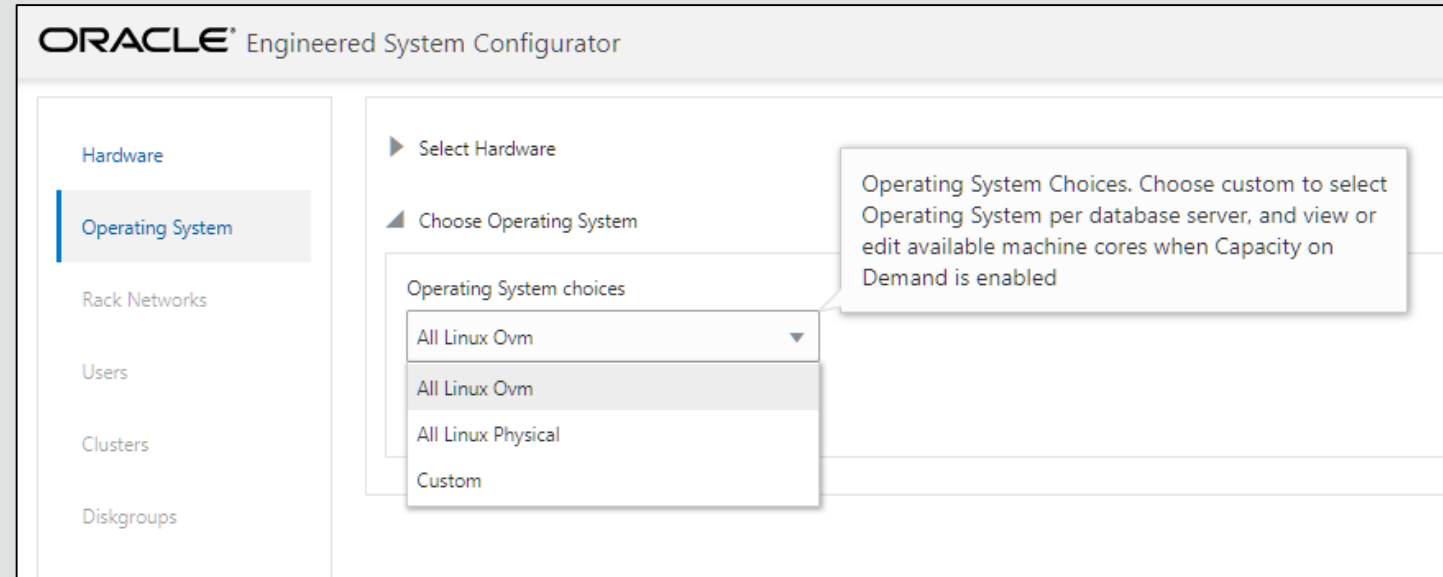 ORACLE® Engineered System Configurator
Hardware
Operating System
Rack Networks
Users
Clusters
Diskgroups
Select Hardware
Choose Operating System
Operating System choices
All Linux Ovm
All Linux Ovm
All Linux Physical
Custom
Operating System Choices. Choose custom to select
Operating System per database server, and view or
edit available machine cores when Capacity on
Demand is enabled